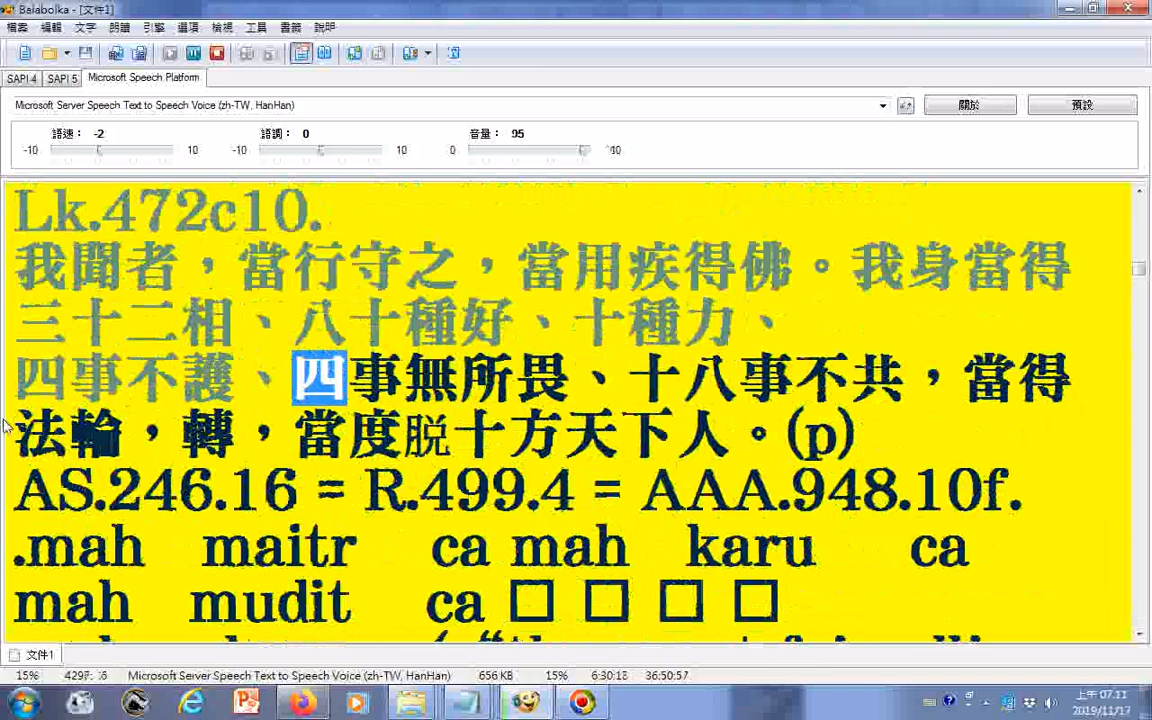 Balabolka - [文件1]
檔案 編輯 文字 朗讀 引擎 選項 檢視 工具 書籤 說明
SAPI 4 SAPI 5 Microsoft Speech Platform
Microsoft Server Speech Text to Speech Voice (zh-TW, HanHan) 關於 預設
語速： -2 語調： 0 音量： 95
-10 10 -10 10 0 100
Lk.472c10.
我聞者，當行守之，當用疾得佛。我身當得
三十二相、八十種好、十種力、
四事不護、四事無所畏、十八事不共，當得
法輪，轉，當度脱十方天下人。(p)
AS.246.16 = R.499.4 = AAA.948.10f.
.mah maitr ca mah karu ca
mah mudit ca □ □ □ □
文件1
15% Microsoft Server Speech Text to Speech Voice (zh-TW, HanHan) 656 KB 15% 6:30:13 36:50:57
上午 07:11
2019/11/17